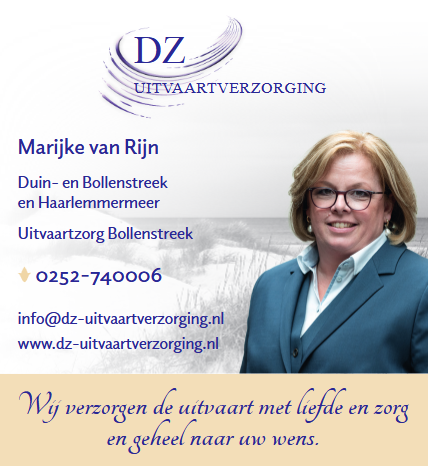 DZ
UITVAARTVERZORGING
Marijke van Rijn
Duin- en Bollenstreek
en Haarlemmermeer
Uitvaartzorg Bollenstreek
0252-740006
info@dz-uitvaartverzorging.nl
www.dz-uitvaartverzorging.nl
Wij verzorgen de uitvaart met liefde en zorg
en geheel naar uw wens.